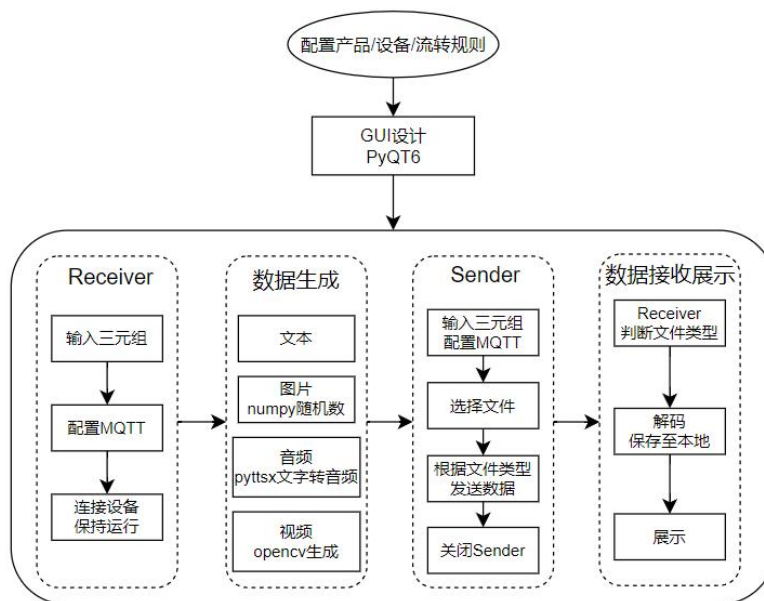 配置产品/设备/流转规则
GUI设计
PyQT6
Receiver
输入三元组
配置MQTT
连接设备
保持运行
数据生成
文本
图片
numpy随机数
音频
pyttsx文字转音频
视频
opencv生成
Sender
输入三元组
配置MQTT
选择文件
根据文件类型
发送数据
关闭Sender
数据接收展示
Receiver
判断文件类型
解码
保存至本地
展示